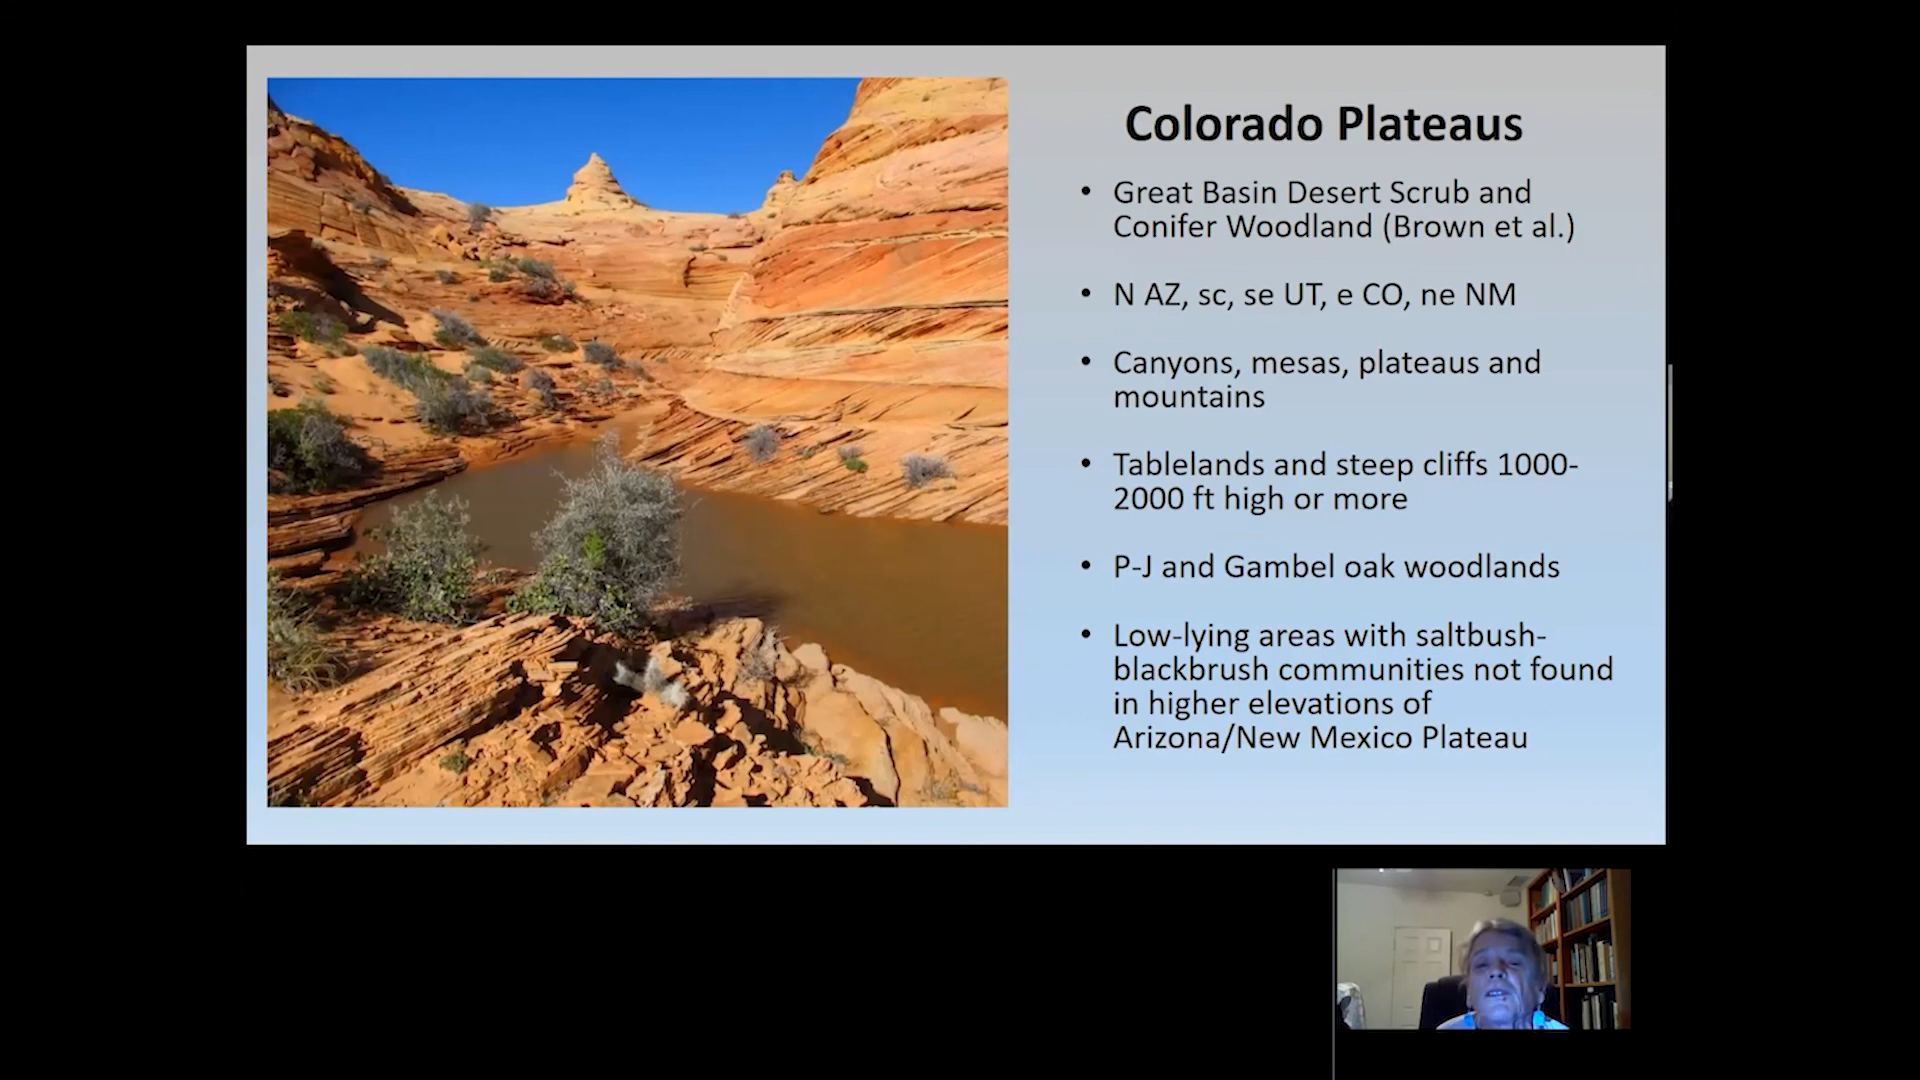 Colorado Plateaus
• Great Basin Desert Scrub and
Conifer Woodland (Brown et al.)
• N AZ, sc, se UT, e CO, ne NM
• Canyons, mesas, plateaus and
mountains
• Tablelands and steep cliffs 1000-
2000 ft high or more
• P-J and Gambel oak woodlands
• Low-lying areas with saltbush-
blackbrush communities not found
in higher elevations of
Arizona/New Mexico Plateau